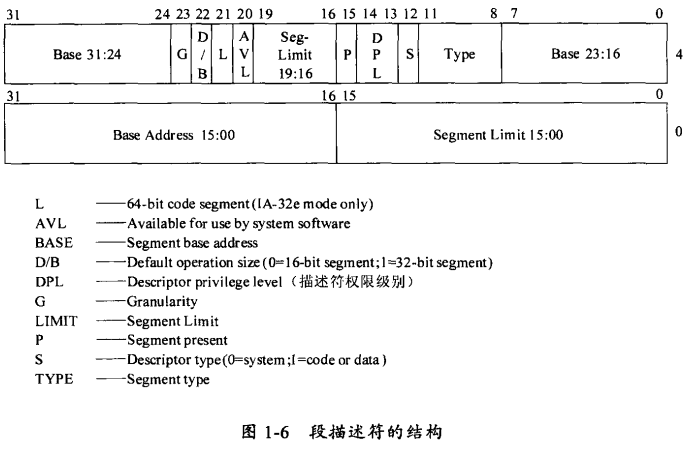 31 24 23 22 21 20 19 16 15 14 13 12 11 8 7 0
Base 31:24 G D/B L AVL Seg-Limit 19:16 P DPL S Type Base 23:16 4
31 16 15 0
Base Address 15:00 Segment Limit 15:00 0
L ——64-bit code segment(IA-32e mode only)
AVL ——Available for use by system software
BASE ——Segment base address
D/B ——Default operation size(0=16-bit segment;1=32-bit segment)
DPL ——Descriptor privilege level（描述符权限级别）
G ——Granularity
LIMIT ——Segment Limit
P ——Segment present
S ——Descriptor type(0=system;1=code or data)
TYPE ——Segment type
图 1-6 段描述符的结构